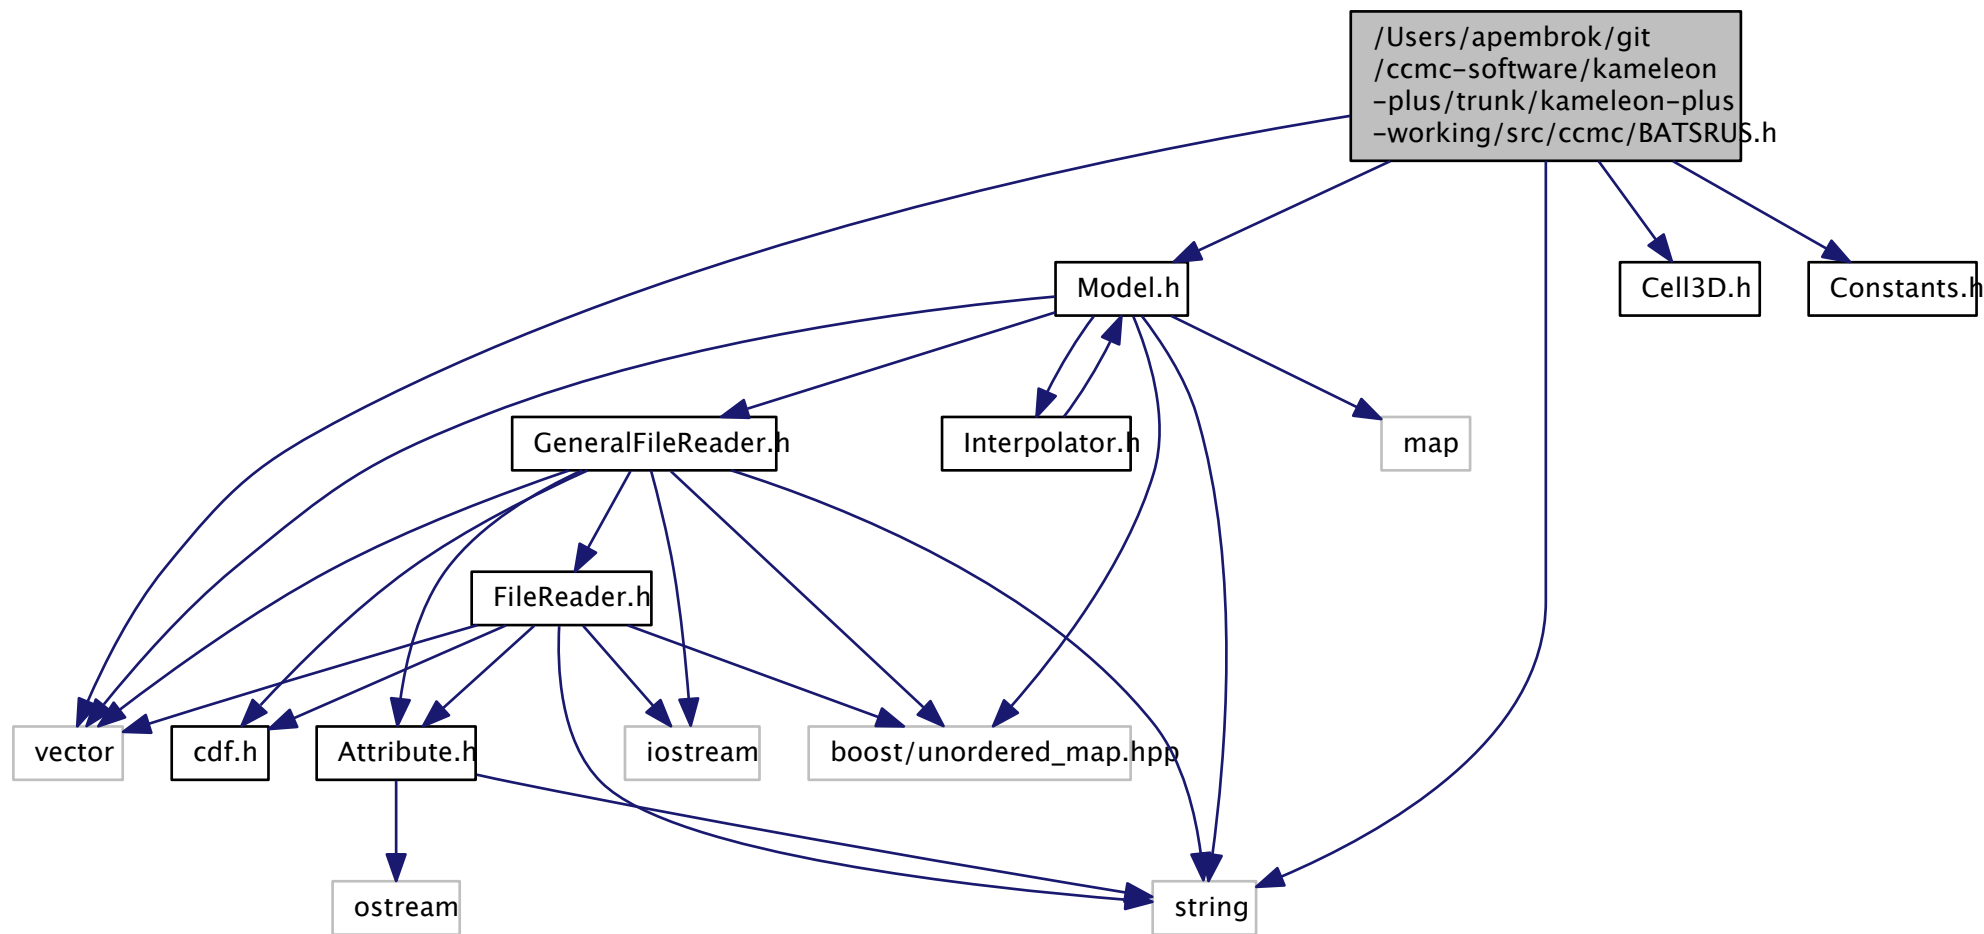 /Users/apembrok/git
/ccmc-software/kameleon
-plus/trunk/kameleon-plus
-working/src/ccmc/BATSRUS.h
Model.h
Cell3D.h
Constants.h
GeneralFileReader.h
Interpolator.h
map
FileReader.h
vector
cdf.h
Attribute.h
iostream
boost/unordered_map.hpp
ostream
string